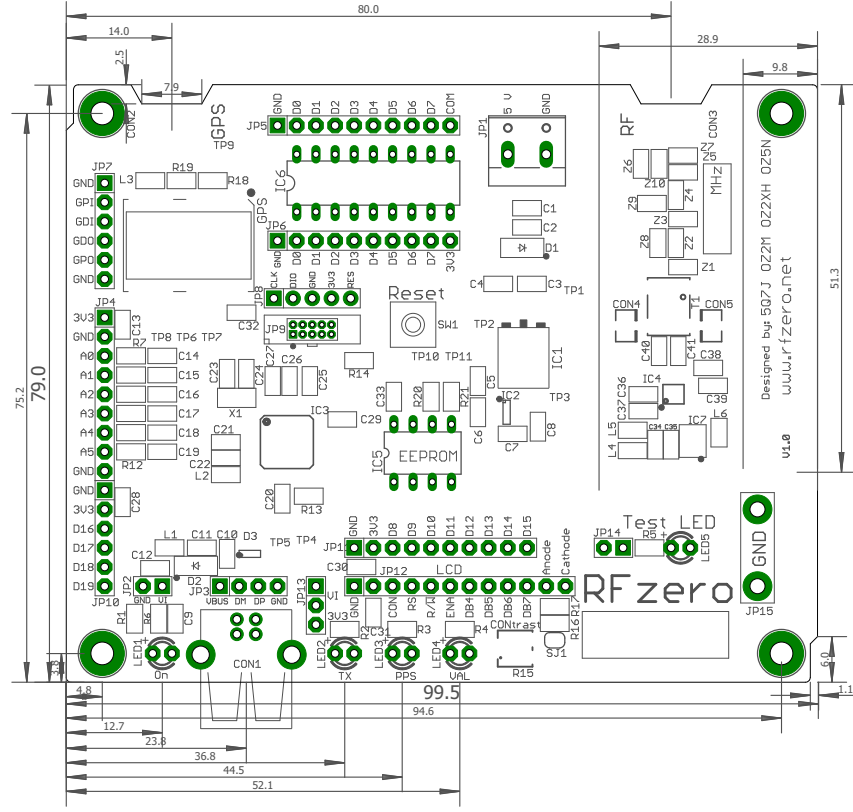 80.0
14.0
28.9
2.5
7.9
9.8
CON2
GPS
TP9
GND D0 D1 D2 D3 D4 D5 D6 D7 COM
JP5
JP1
5 V
GND
RF
CON3
JP7
L3
R19
R18
IC6
Z6
Z10
Z7
Z5
Z4
MHz
GND
GPI
GDI
GDO
GPO
GND
GPS
JP6
GND D0 D1 D2 D3 D4 D5 D6 D7 3V3
C1
C2
D1
Z9
Z3
Z8
Z2
Z1
CLK DIO GND 3V3 RES
JP8
Reset
C4
C3
TP1
JP4
3V3
GND
A0
A1
A2
A3
A4
A5
GND
C13
TP8 TP6 TP7
C32
JP9
SW1
TP2
IC1
CON4
T1
CON5
51.3
75.2
79.0
R7
C14
C15
C16
C17
C18
C19
R12
C27
C26
C23
C24
C25
X1
R14
TP10 TP11
C5
TP3
C40
C41
C38
C39
IC3
C29
C33
R20
R21
IC2
C6
C7
C8
C36
C37
IC4
L6
C21
C22
L2
IC5
EEPROM
L5
L4
C34
C35
IC7
V1.0
Designed by: 5Q7J OZ2M OZ2XH OZ5N
www.rfzero.net
GND
3V3
D16
D17
D18
D19
JP10
C28
C20
R13
GND 3V3 D8 D9 D10 D11 D12 D13 D14 D15
JP11
Test LED
JP14
R5
LED5
GND
JP15
L1
C11
C10
D3
TP5 TP4
C12
D2
C30
JP12
LCD
Anode
Cathode
JP2
GND VI
JP3
VBUS DM DP GND
JP13
VI
3V3
GND CON RS R/R ENA DB4 DB5 DB6 DB7
RFzero
R1
R6
C9
C31
R3
R4
CONtrast
R17
R16
LED1
On
CON1
LED2
TX
LED3
PPS
LED4
VAL
R15
SJ1
3.8
6.0
4.8
99.5
1.1
94.6
12.7
23.8
36.8
44.5
52.1